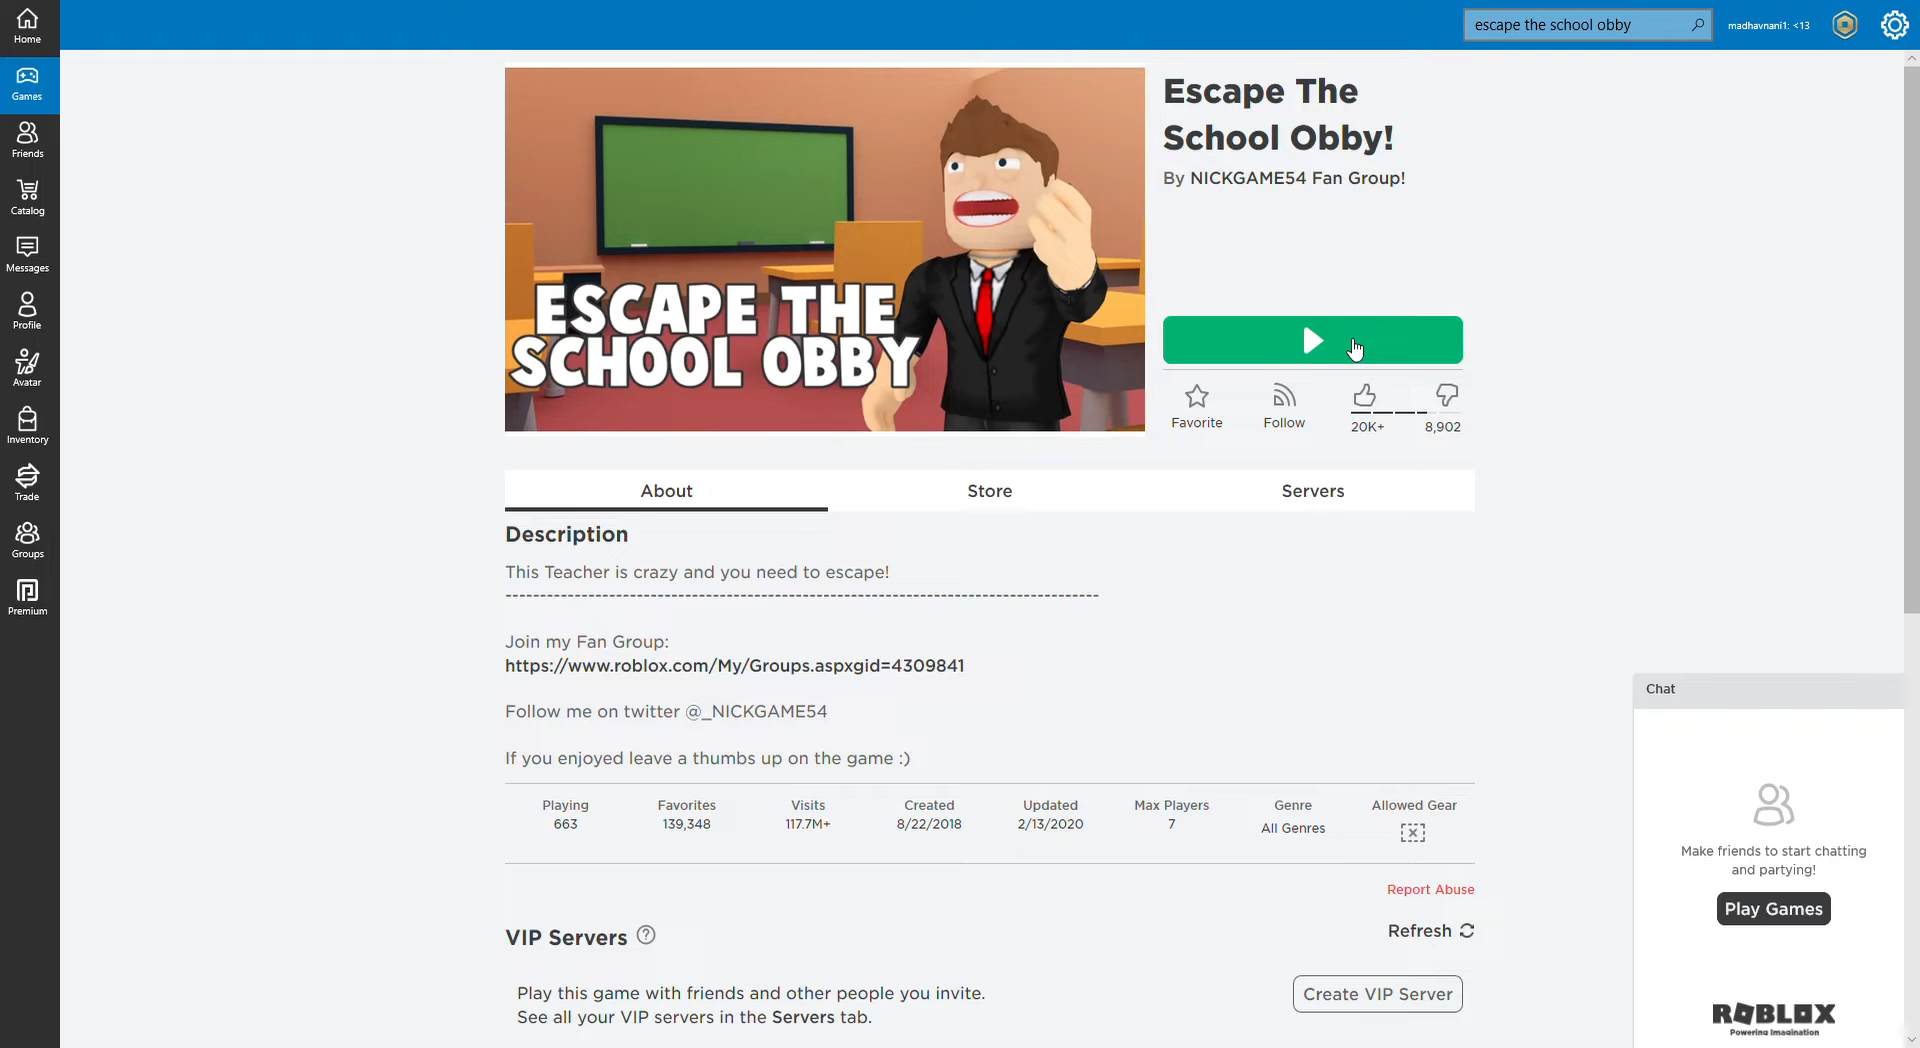 Home
Games
Friends
Catalog
Messages
Profile
Avatar
Inventory
Trade
Groups
Premium
escape the school obby
madhavnani1: <13
ESCAPE THE
SCHOOL OBBY
Escape The
School Obby!
By NICKGAME54 Fan Group!
Favorite
Follow
20K+
8,902
About
Store
Servers
Description
This Teacher is crazy and you need to escape!
--------------------------------------------------------------------------------------
Join my Fan Group:
https://www.roblox.com/My/Groups.aspxgid=4309841
Follow me on twitter @_NICKGAME54
If you enjoyed leave a thumbs up on the game :)
Playing Favorites Visits Created Updated Max Players Genre Allowed Gear
663 139,348 117.7M+ 8/22/2018 2/13/2020 7 All Genres
Report Abuse
VIP Servers
Refresh
Play this game with friends and other people you invite.
See all your VIP servers in the Servers tab.
Create VIP Server
Chat
Make friends to start chatting
and partying!
Play Games
ROBLOX
Powering Imagination